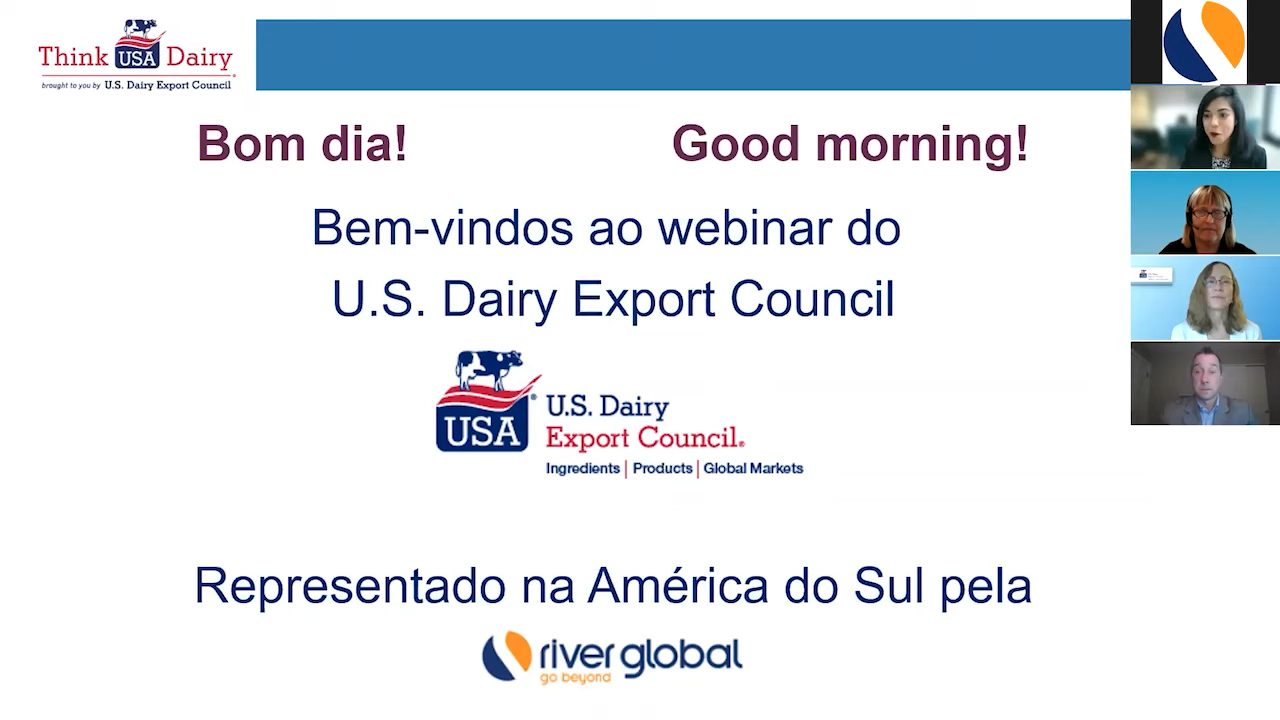 Think USA Dairy
brought to you by U.S. Dairy Export Council
Bom dia! Good morning!
Bem-vindos ao webinar do
U.S. Dairy Export Council
USA
U.S. Dairy
Export Council®
Ingredients | Products | Global Markets
Representado na América do Sul pela
river global
go beyond